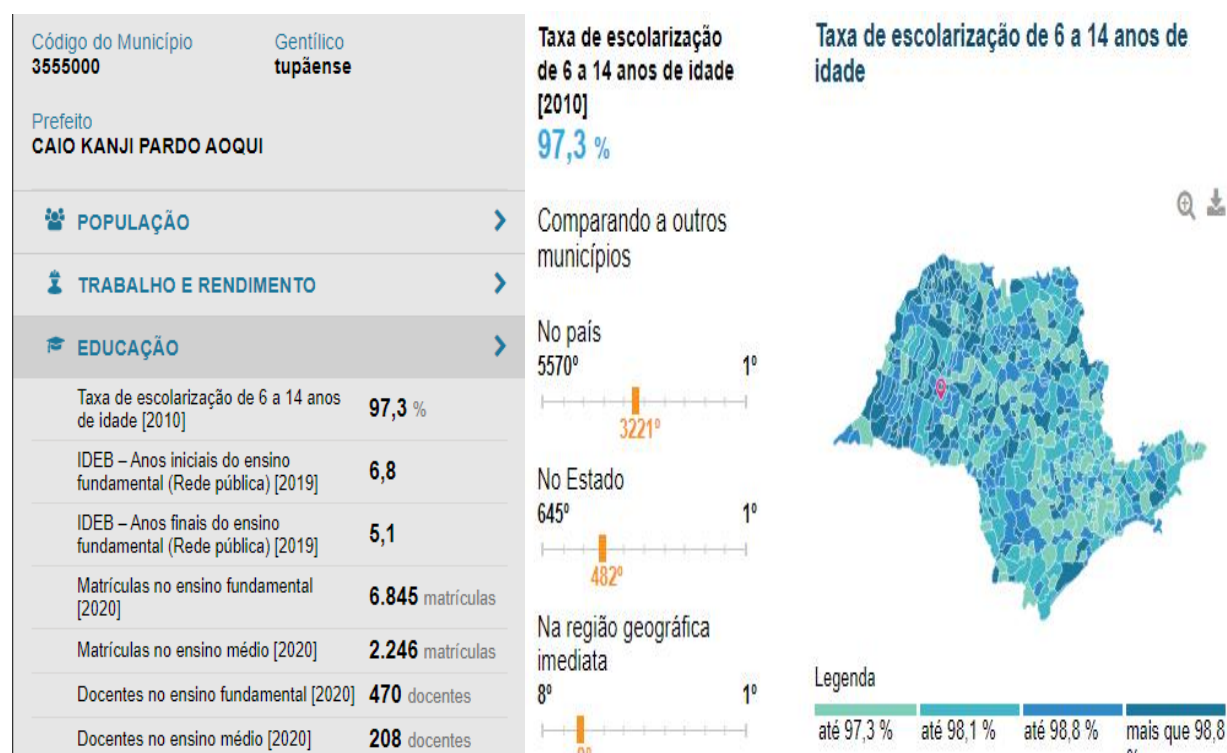 Código do Município
Gentílico
3555000
tupãense
Prefeito
CAIO KANJI PARDO AOQUI
POPULAÇÃO
TRABALHO E RENDIMENTO
EDUCAÇÃO
Taxa de escolarização de 6 a 14 anos
de idade [2010]
97,3 %
IDEB – Anos iniciais do ensino
fundamental (Rede pública) [2019]
6,8
IDEB – Anos finais do ensino
fundamental (Rede pública) [2019]
5,1
Matrículas no ensino fundamental
[2020]
6.845 matrículas
Matrículas no ensino médio [2020]
2.246 matrículas
Docentes no ensino fundamental [2020]
470 docentes
Docentes no ensino médio [2020]
208 docentes
Taxa de escolarização
de 6 a 14 anos de idade
[2010]
97,3 %
Comparando a outros
municípios
No país
5570º
1º
3221º
No Estado
645º
1º
482º
Na região geográfica
imediata
8º
1º
Taxa de escolarização de 6 a 14 anos de
idade
Legenda
até 97,3 %
até 98,1 %
até 98,8 %
mais que 98,8